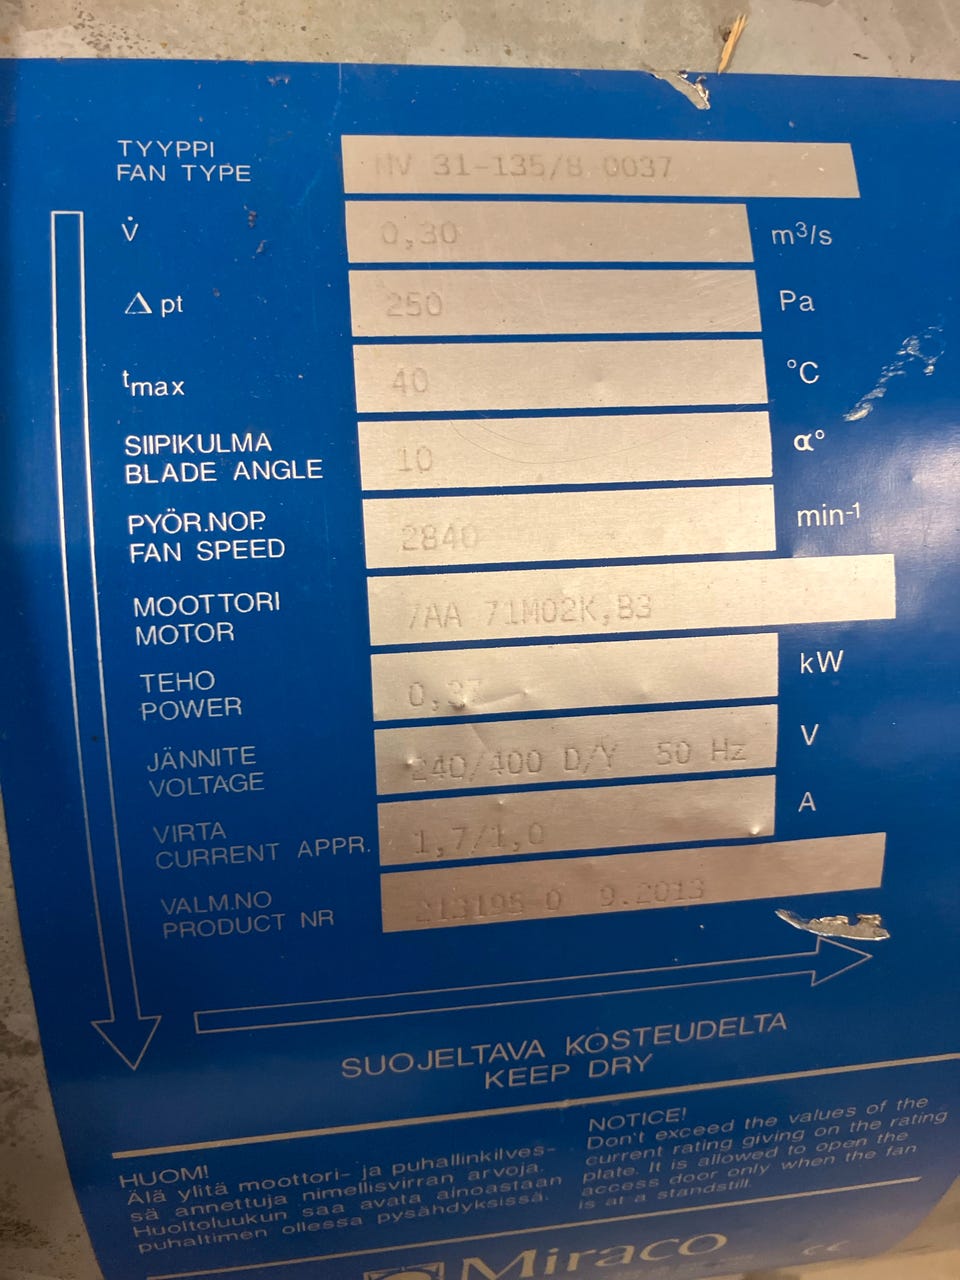 TYYPPI
FAN TYPE
MV 31-135/8 0037
V̇
0,30
m³/s
Δ pt
250
Pa
tmax
40
°C
SIIPIKULMA
BLADE ANGLE
10
α°
PYÖR.NOP.
FAN SPEED
2840
min-1
MOOTTORI
MOTOR
7AA 71M02K,B3
TEHO
POWER
0,37
kW
JÄNNITE
VOLTAGE
240/400 D/Y 50 Hz
V
VIRTA
CURRENT APPR.
1,7/1,0
A
VALM.NO
PRODUCT NR
213195 0 9.2013
SUOJELTAVA KOSTEUDELTA
KEEP DRY
HUOM!
Älä ylitä moottori- ja puhallinkilves-
sä annettuja nimellisvirran arvoja.
Huoltoluukun saa avata ainoastaan
puhaltimen ollessa pysähdyksissä.
NOTICE!
Don't exceed the values of the
current rating giving on the rating
plate. It is allowed to open the
access door only when the fan
is at a standstill.
Miraco
CE